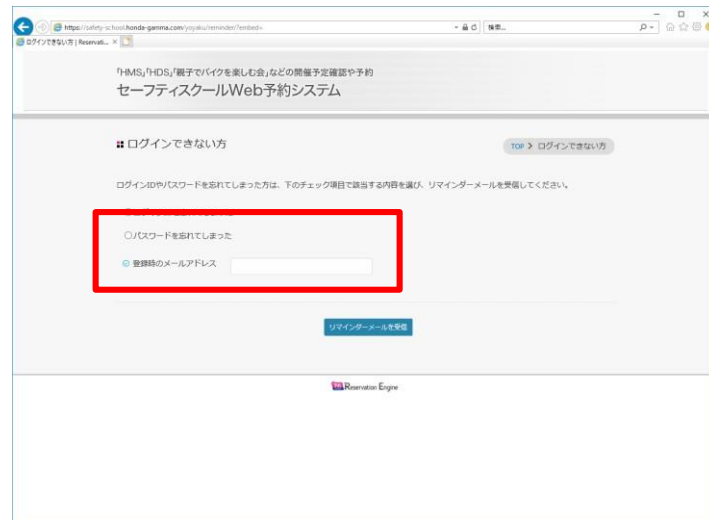 https://safety-school.honda-gamma.com/yoyaku/reminder/?embed=
検索...
ログインできない方 | Reservati...
「HMS」「HDS」「親子でバイクを楽しむ会」などの開催予定確認や予約
セーフティスクールWeb予約システム
ログインできない方
TOP > ログインできない方
ログインIDやパスワードを忘れてしまった方は、下のチェック項目で該当する内容を選び、リマインダーメールを受信してください。
パスワードを忘れてしまった
登録時のメールアドレス
リマインダーメールを受信
Reservation Engine